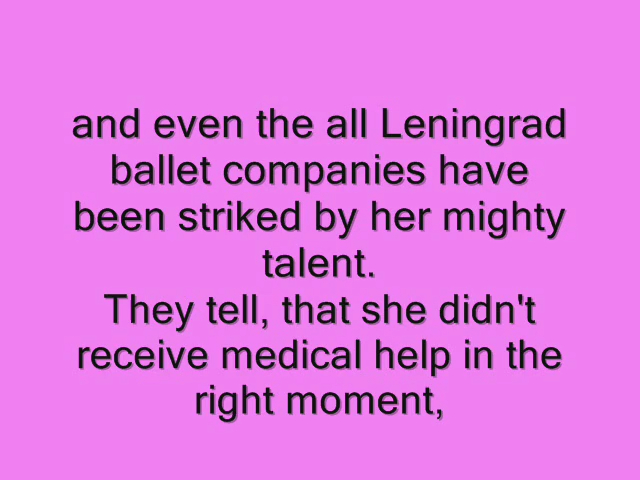 and even the all Leningrad
ballet companies have
been striked by her mighty
talent.
They tell, that she didn't
receive medical help in the
right moment,